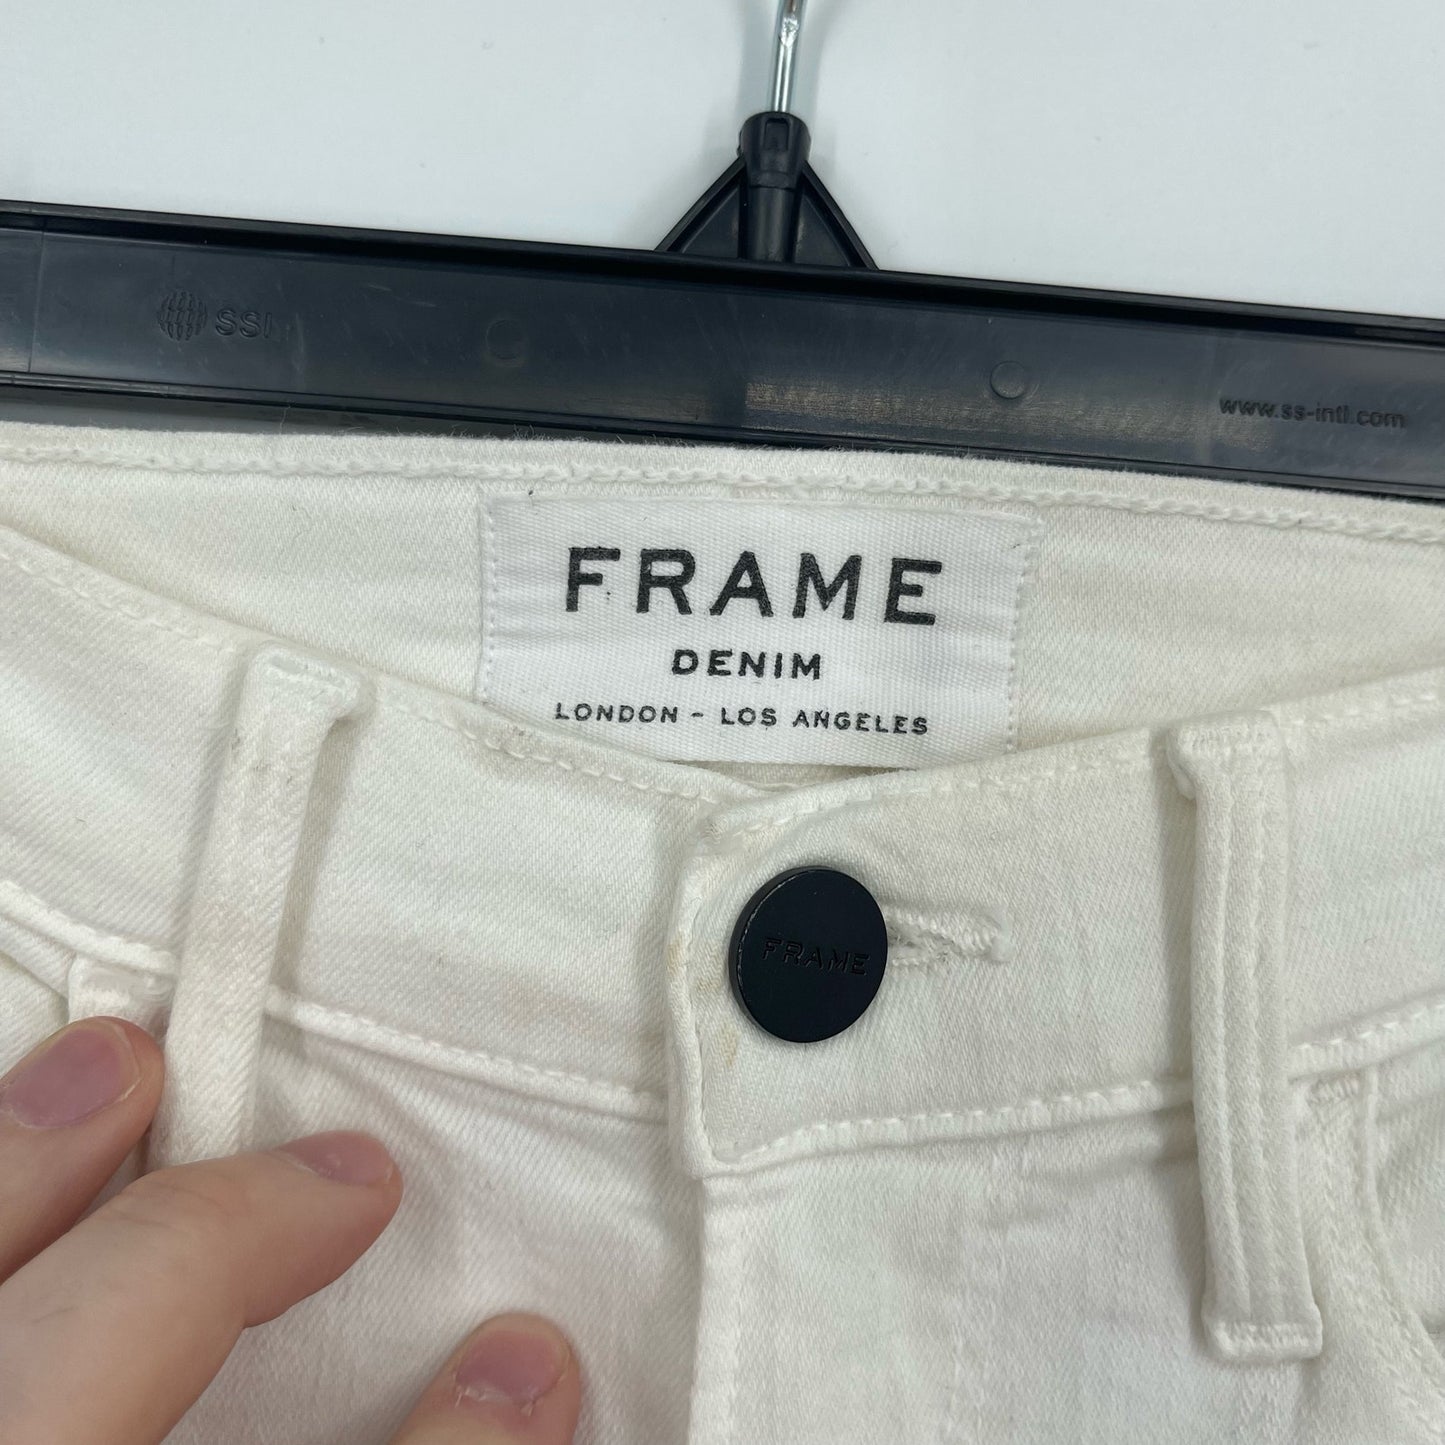 SSI
www.ss-intl.com
FRAME
DENIM
LONDON - LOS ANGELES
FRAME